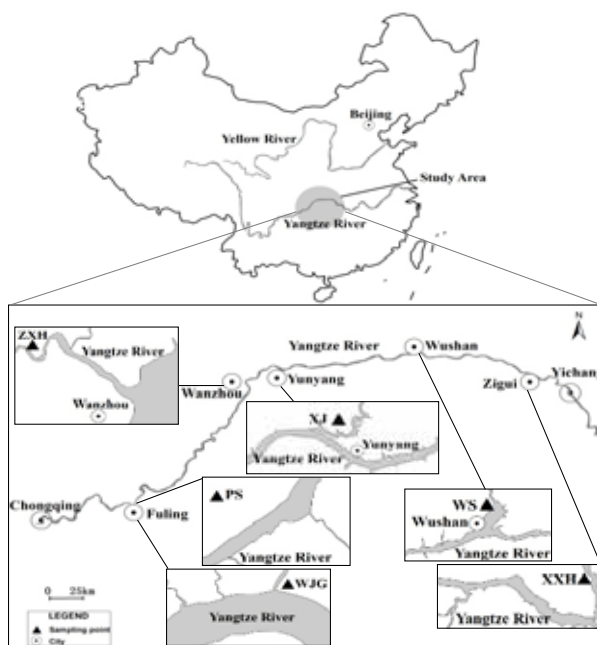 Beijing
Yellow River
Study Area
Yangtze River
N
ZXH
Yangtze River
Wanzhou
Yangtze River
Wushan
Wanzhou
Yunyang
Zigui
Yichang
XJ
Yunyang
Yangtze River
Chongqing
Fuling
PS
Yangtze River
WS
Wushan
Yangtze River
WJG
Yangtze River
XXH
Yangtze River
0 25km
LEGEND
Sampling point
City